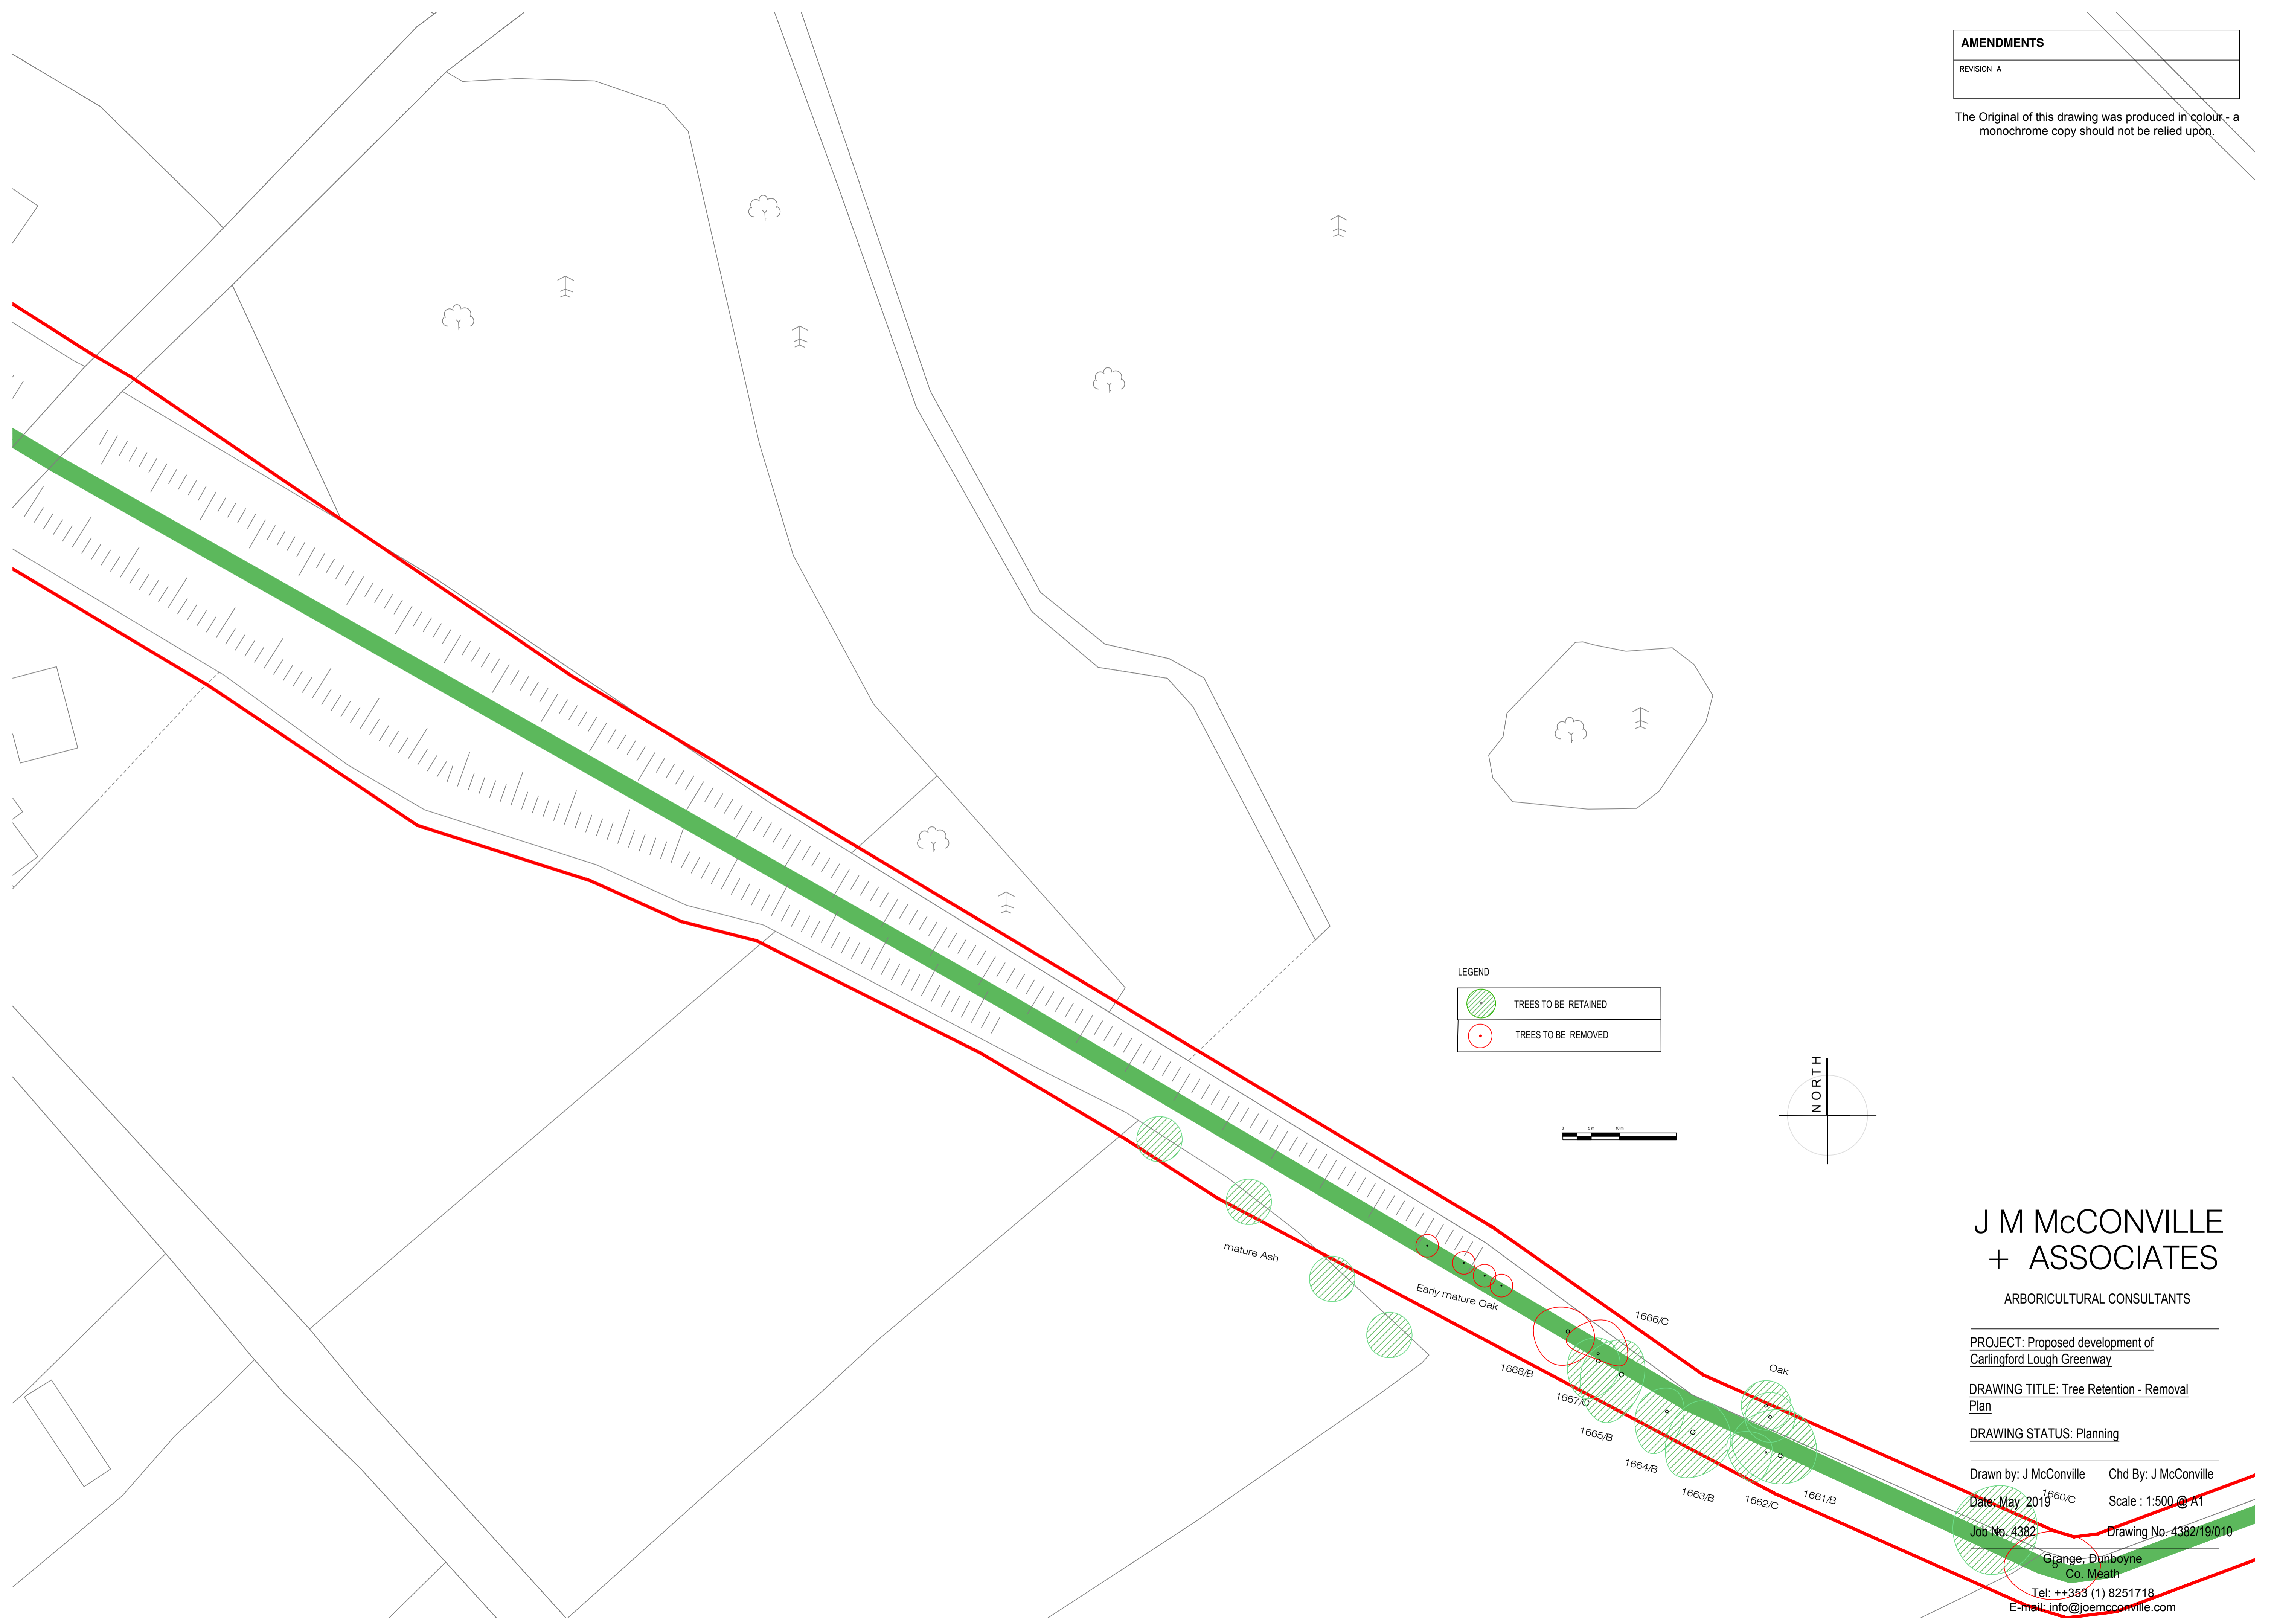 AMENDMENTS
REVISION A
The Original of this drawing was produced in colour - a
monochrome copy should not be relied upon.
LEGEND
TREES TO BE RETAINED
TREES TO BE REMOVED
NORTH
0 5 m 10 m
mature Ash
Early mature Oak
1666/C
1668/B
1667/C
Oak
1665/B
1664/B
1663/B
1662/C
1661/B
1660/C
J M McCONVILLE
+ ASSOCIATES
ARBORICULTURAL CONSULTANTS
PROJECT: Proposed development of
Carlingford Lough Greenway
DRAWING TITLE: Tree Retention - Removal
Plan
DRAWING STATUS: Planning
Drawn by: J McConville Chd By: J McConville
Date: May 2019 Scale : 1:500 @ A1
Job No. 4382 Drawing No. 4382/19/010
Grange, Dunboyne
Co. Meath
Tel: ++353 (1) 8251718
E-mail: info@joemcconville.com